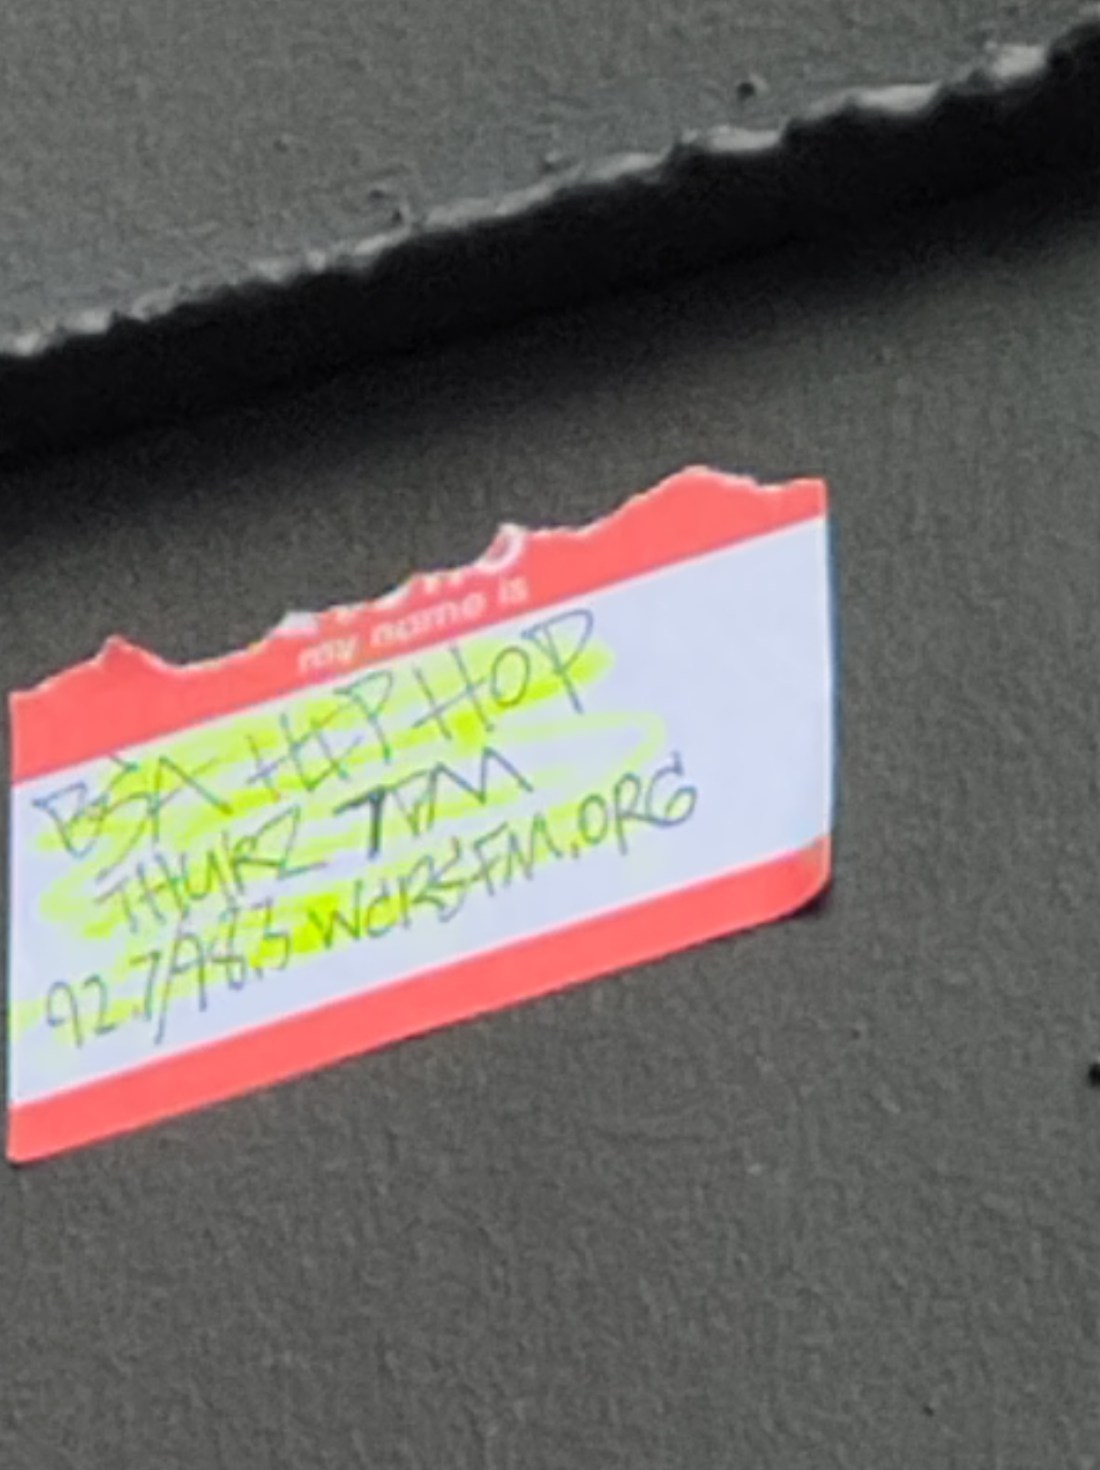 my name is
BSA HIP HOP
THURZ 7PM
92.7/98.3 WCRSFM.ORG